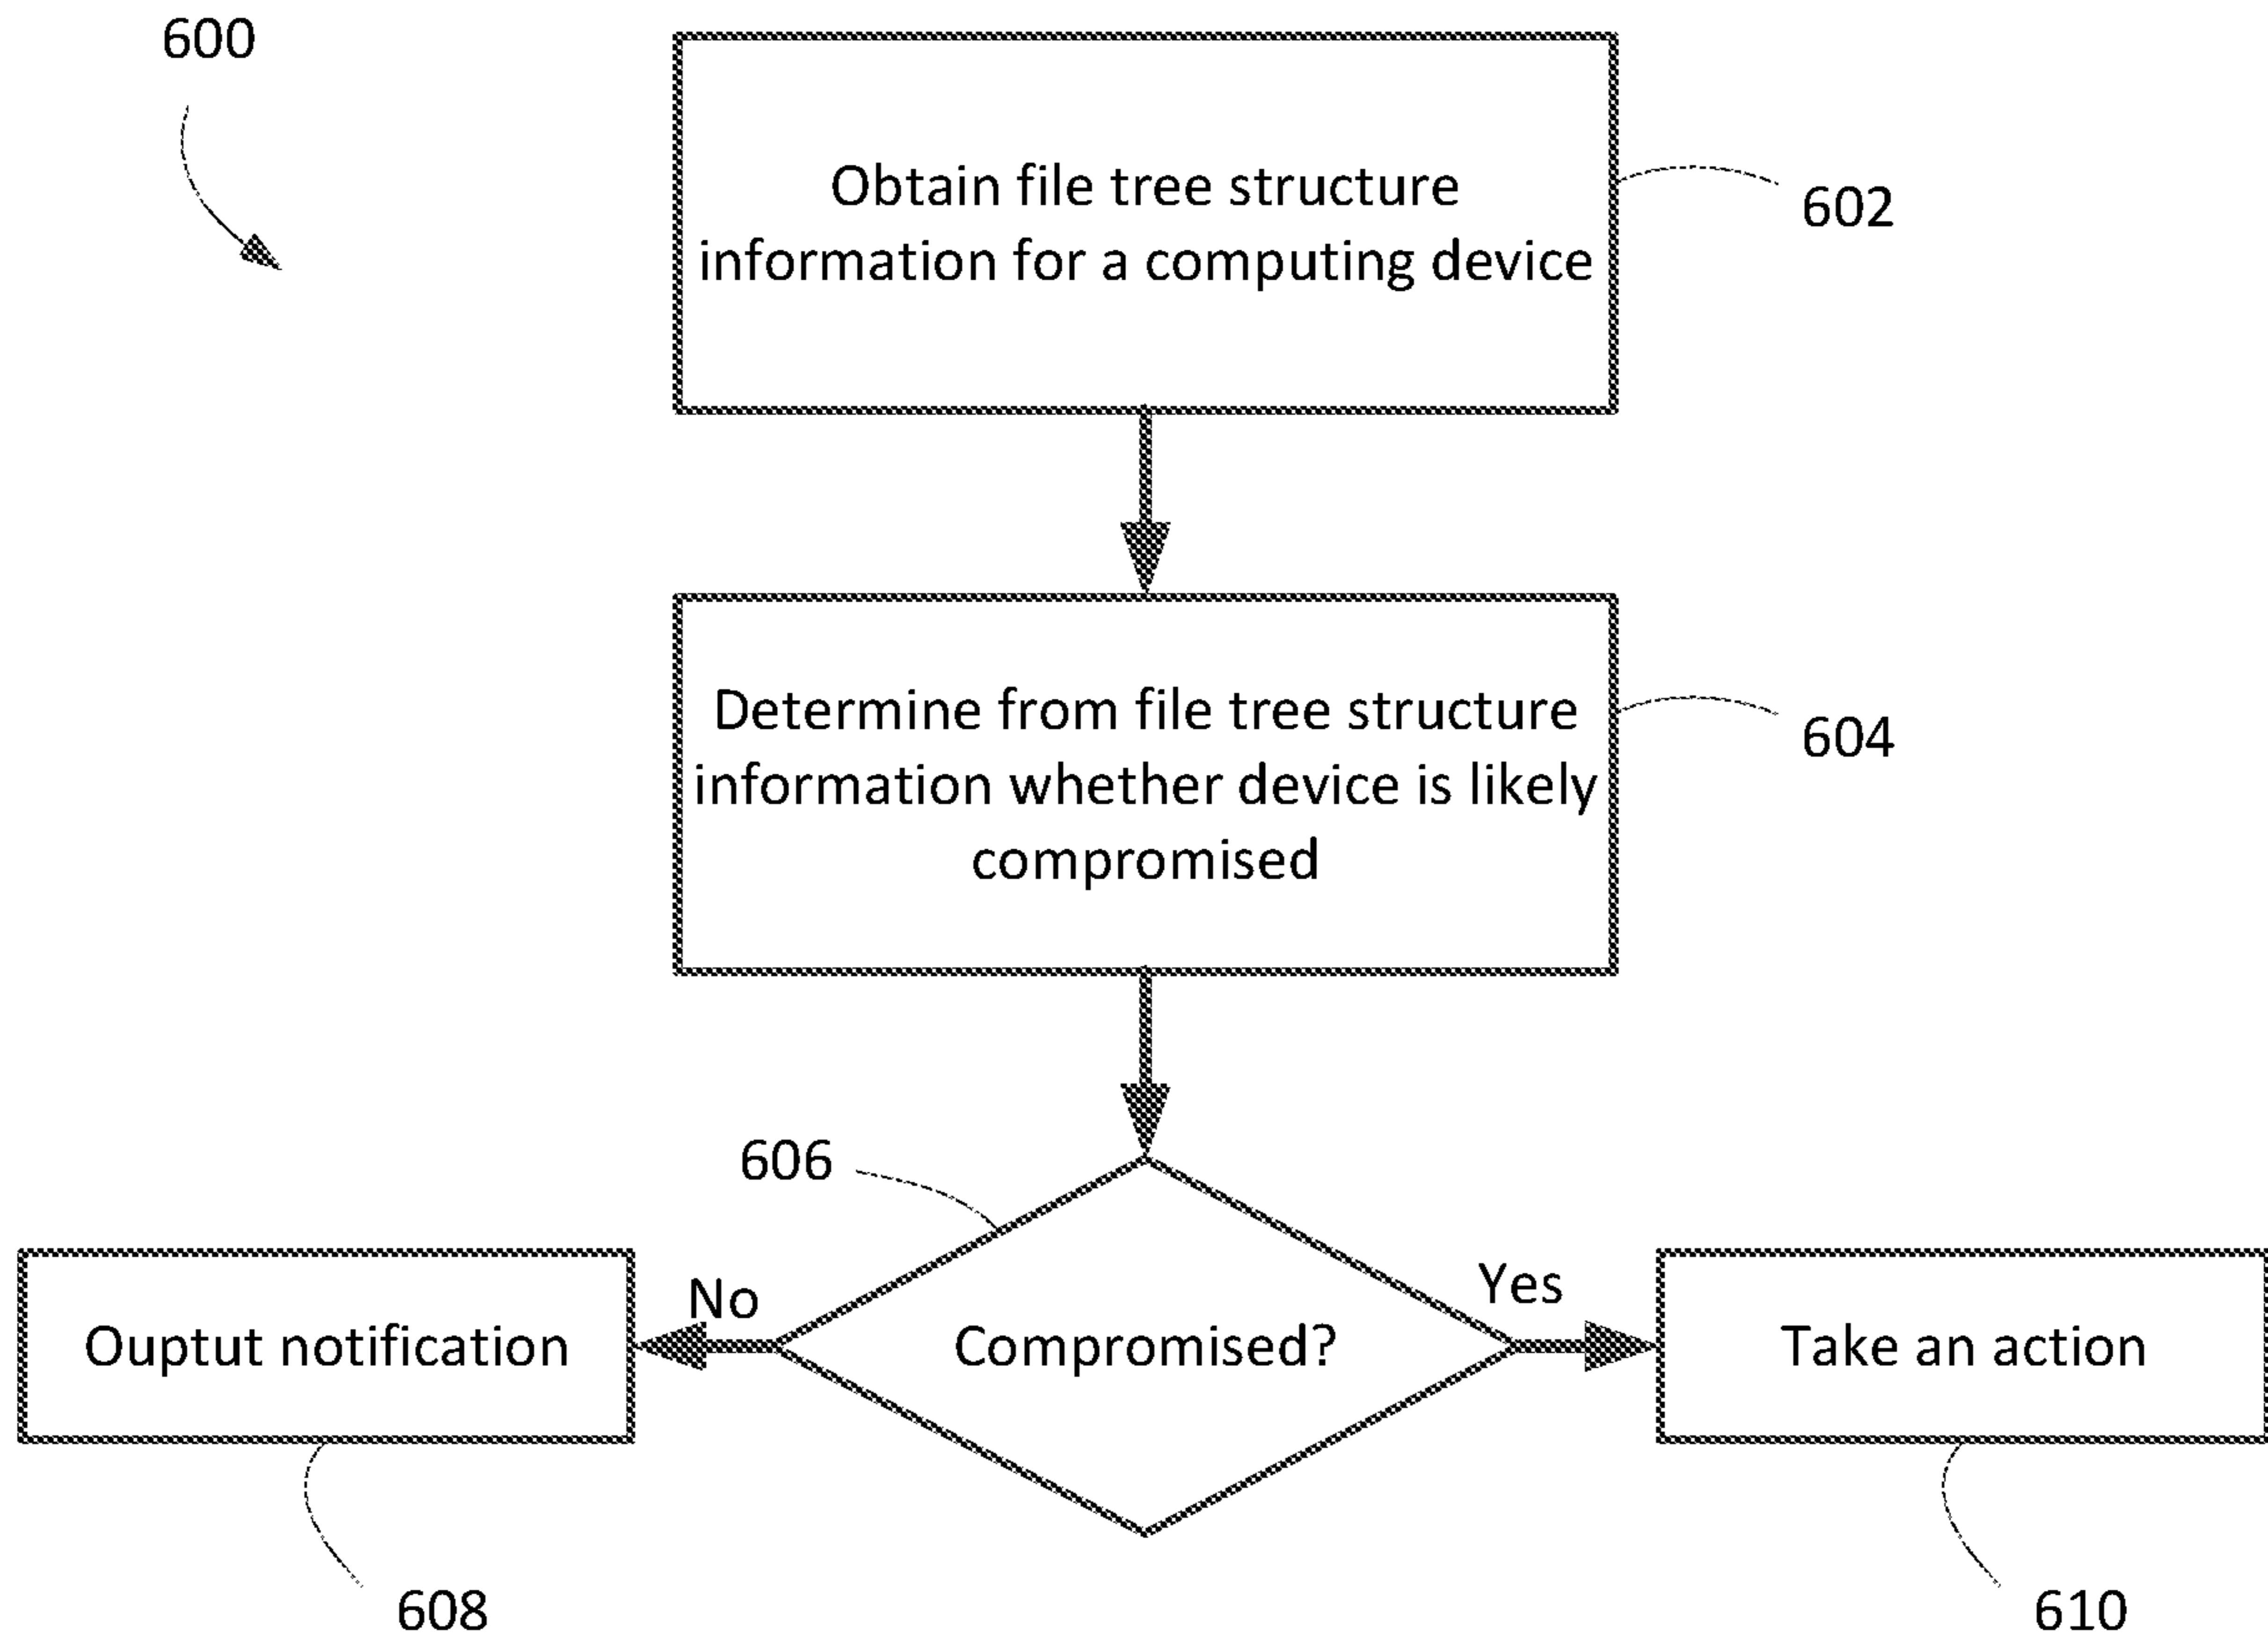 600
Obtain file tree structure
information for a computing device
602
Determine from file tree structure
information whether device is likely
compromised
604
606
No
Yes
Ouptut notification
Compromised?
Take an action
608
610